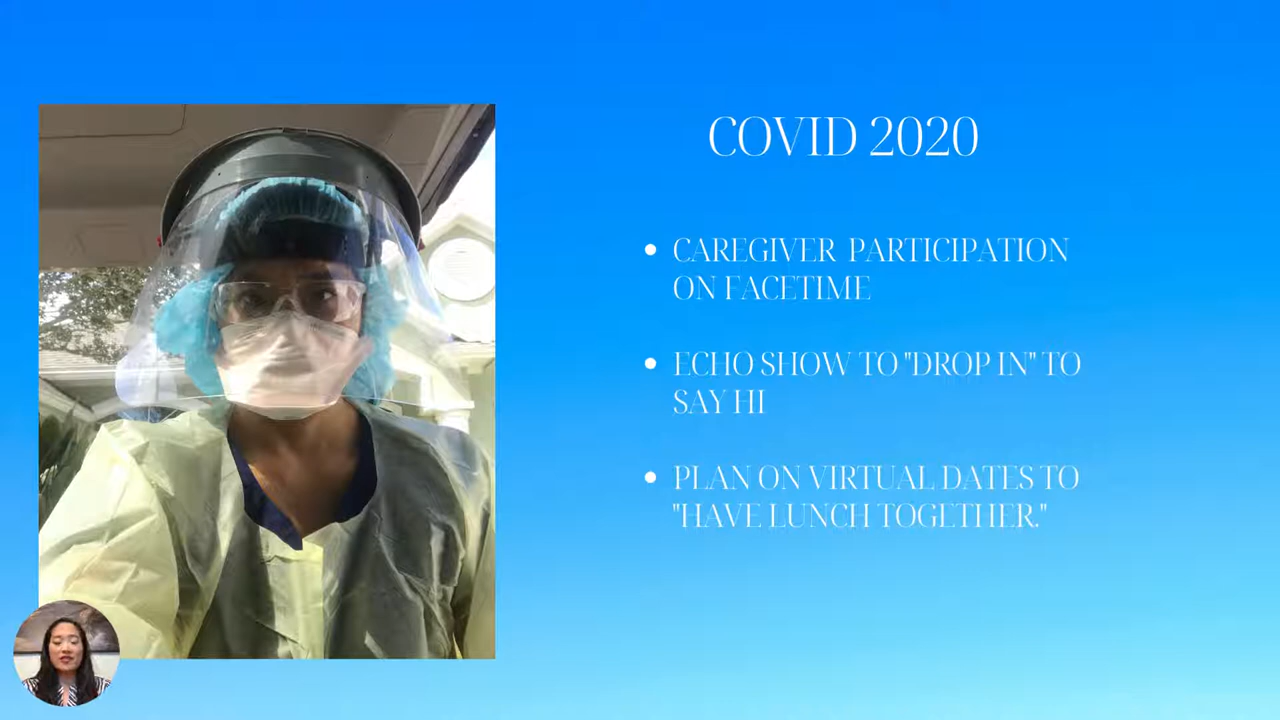 COVID 2020
CAREGIVER PARTICIPATION
ON FACETIME
ECHO SHOW TO "DROP IN" TO
SAY HI
PLAN ON VIRTUAL DATES TO
"HAVE LUNCH TOGETHER."